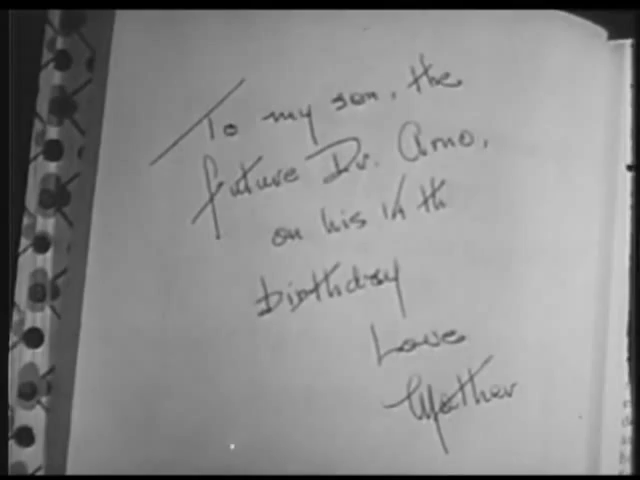 To my son, the
future Dr. Arno,
on his 14th
birthday
Love
Mother